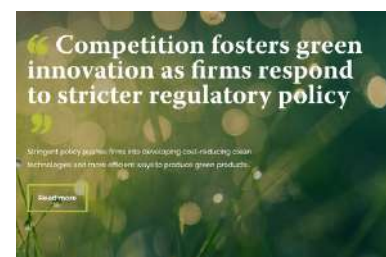 “ Competition fosters green
innovation as firms respond
to stricter regulatory policy
”
Stringent policy pushes firms into developing cost-reducing clean
technologies and more efficient ways to produce green products.
Read more